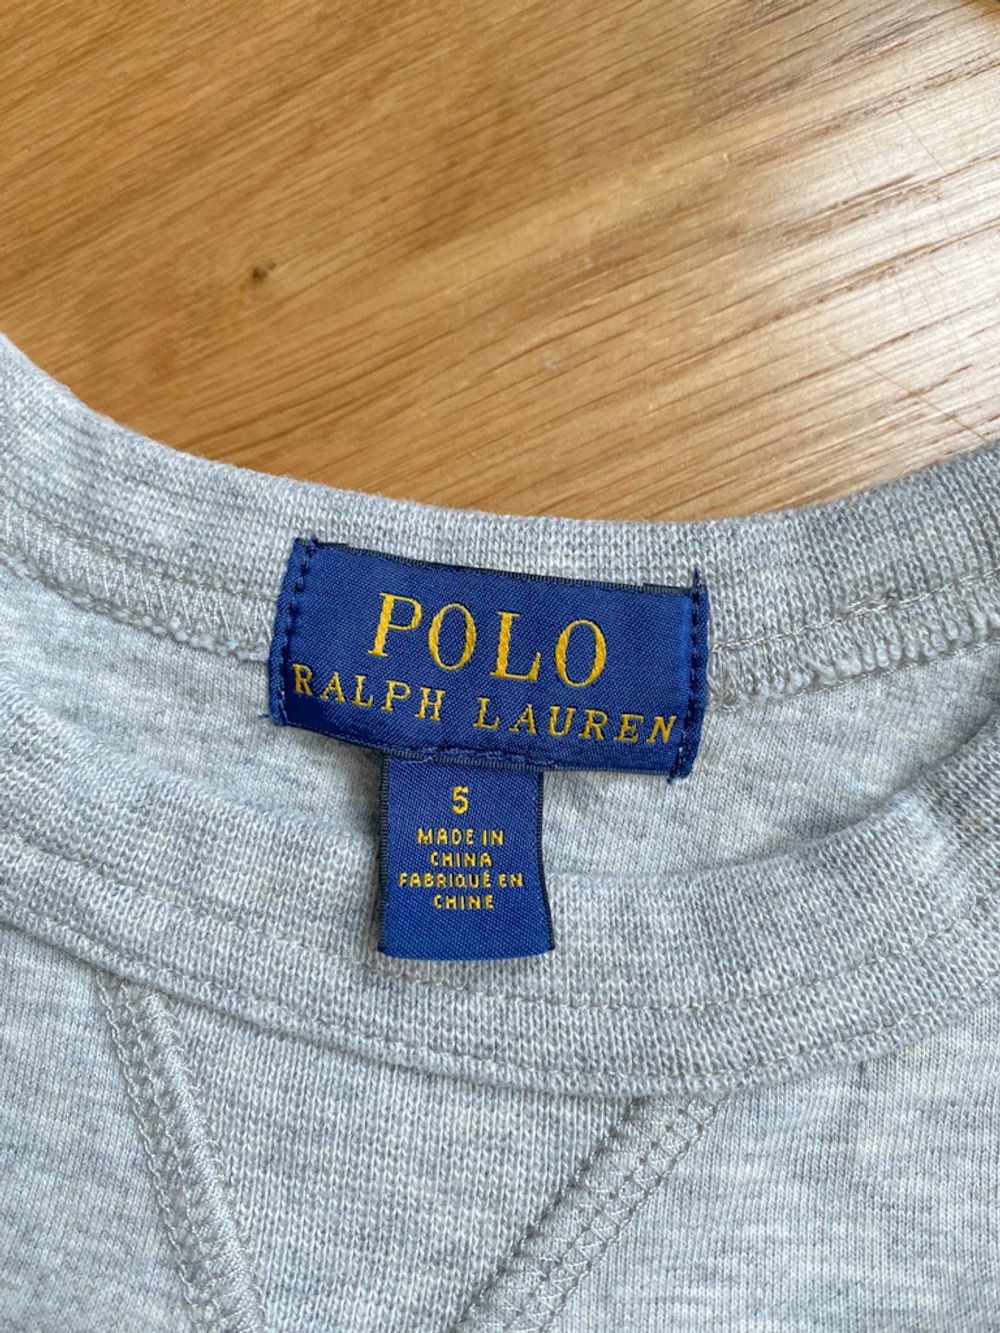 POLO
RALPH LAUREN
5
MADE IN
CHINA
FABRIQUÉ EN
CHINE